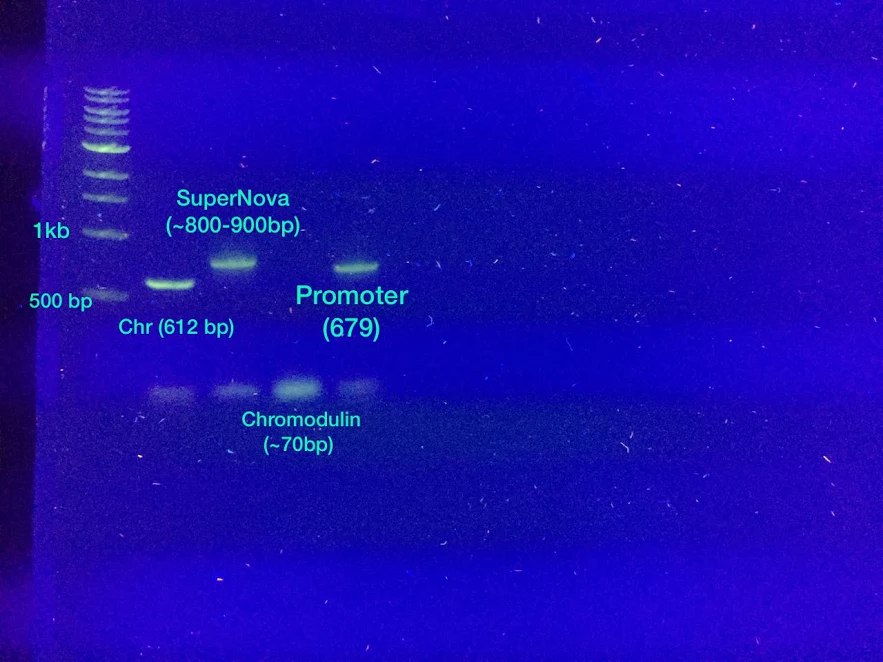 SuperNova
(~800-900bp)
1kb
500 bp
Promoter
(679)
Chr (612 bp)
Chromodulin
(~70bp)